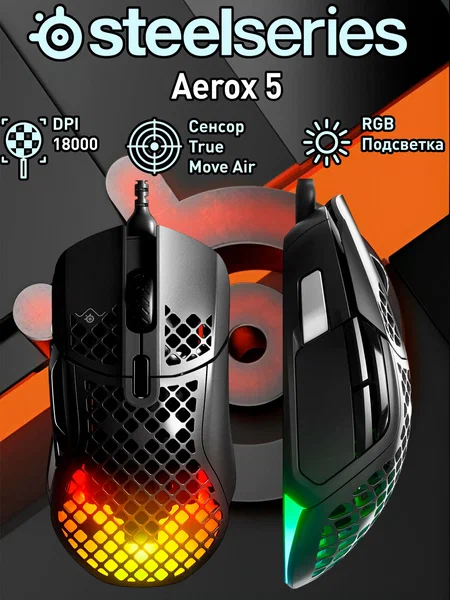 steelseries
Aerox 5
DPI
18000
Сенсор
True
Move Air
RGB
Подсветка